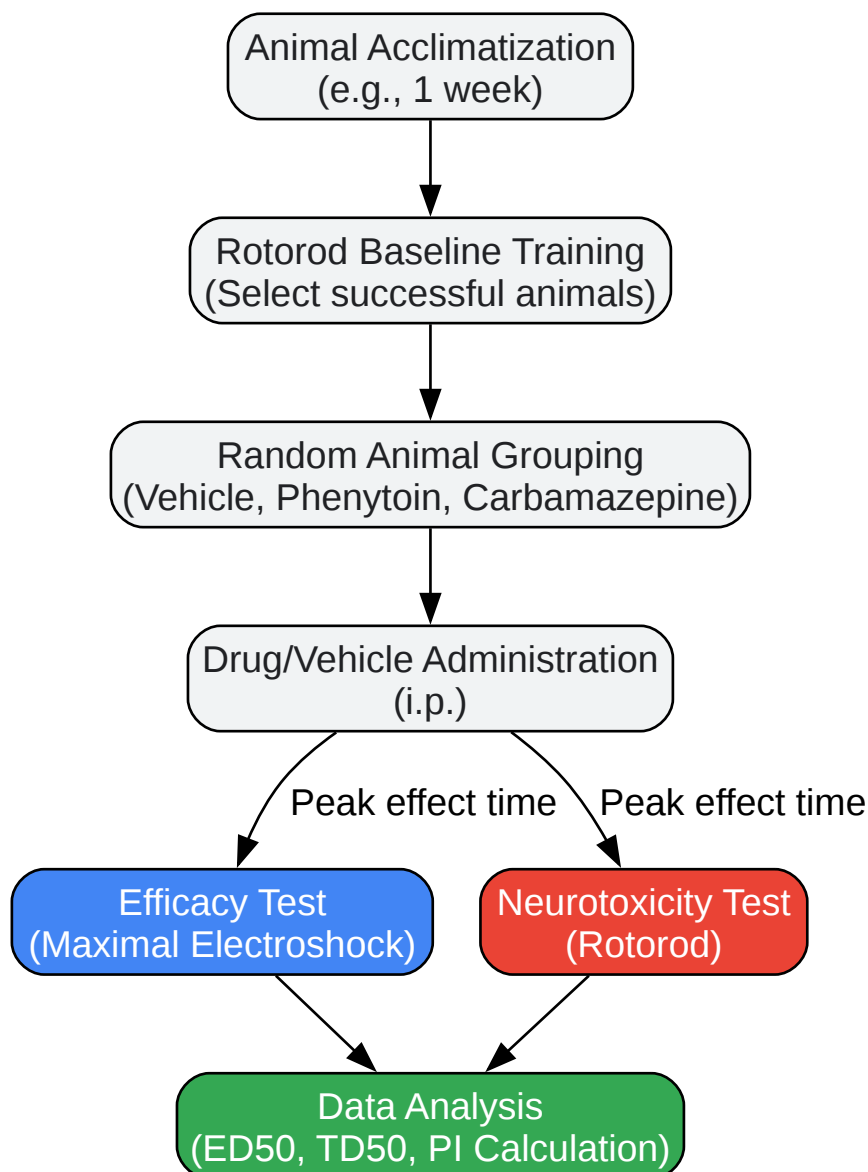 Animal Acclimatization
(e.g., 1 week)
Rotorod Baseline Training
(Select successful animals)
Random Animal Grouping
(Vehicle, Phenytoin, Carbamazepine)
Drug/Vehicle Administration
(i.p.)
Peak effect time
Peak effect time
Efficacy Test
(Maximal Electroshock)
Neurotoxicity Test
(Rotorod)
Data Analysis
(ED50, TD50, PI Calculation)